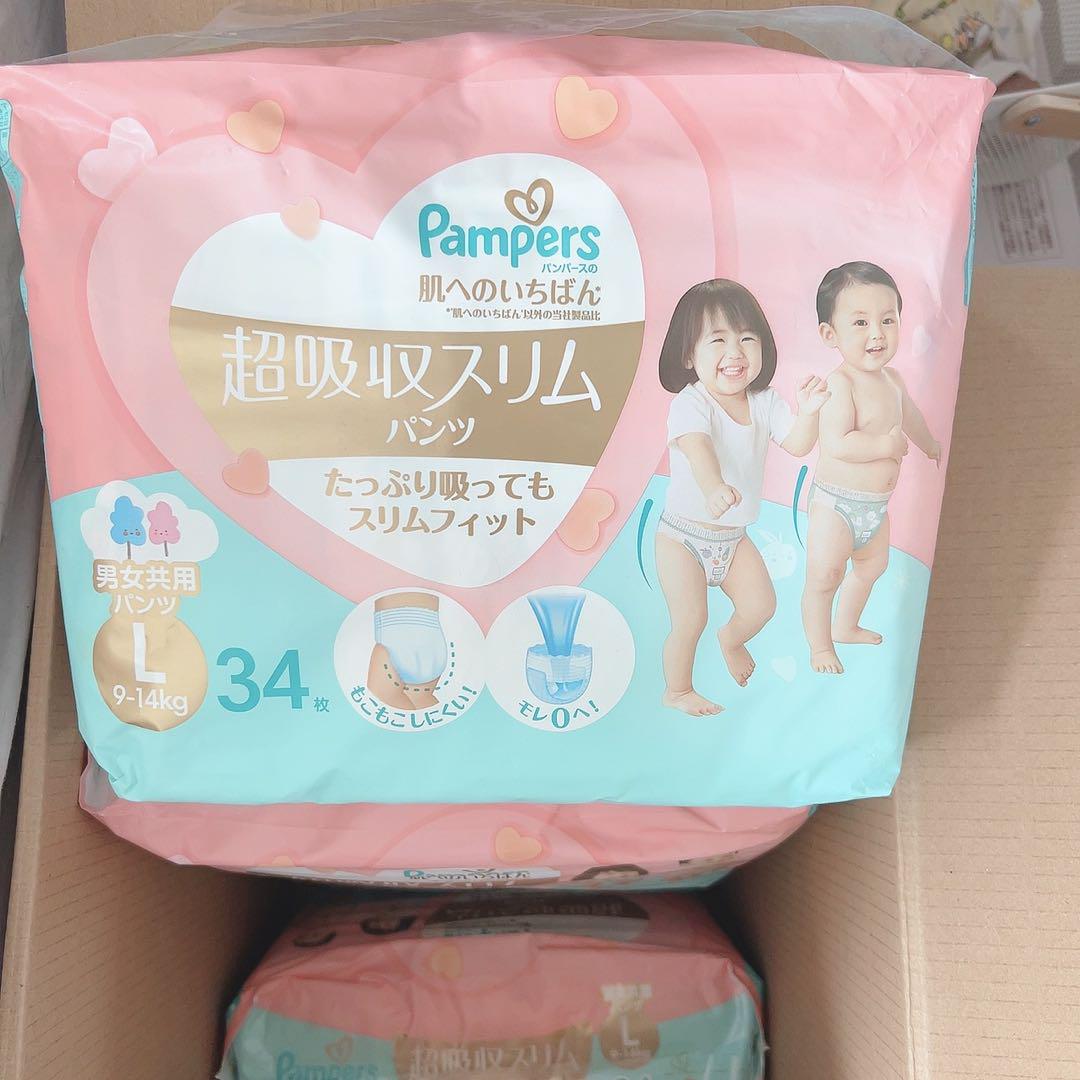 Pampers
パンパースの
肌へのいちばん*
*"肌へのいちばん"以外の当社製品比
超吸収スリム
パンツ
たっぷり吸っても
スリムフィット
男女共用
パンツ
L
9-14kg
34枚
もこもこしにくい!
モレ0へ!
Pampers
超吸収スリム
L
9-14kg